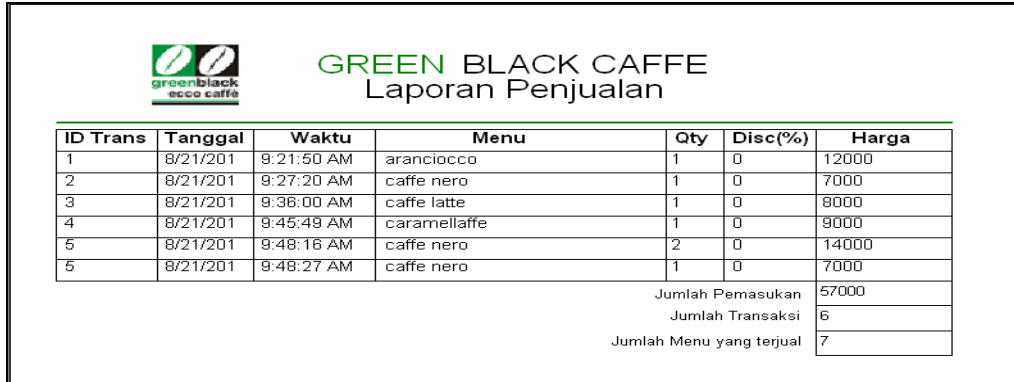 greenblack
ecco caffè
GREEN BLACK CAFFE
Laporan Penjualan
ID Trans Tanggal Waktu Menu Qty Disc(%) Harga
1 8/21/201 9:21:50 AM aranciocco 1 0 12000
2 8/21/201 9:27:20 AM caffe nero 1 0 7000
3 8/21/201 9:36:00 AM caffe latte 1 0 8000
4 8/21/201 9:45:49 AM caramellaffe 1 0 9000
5 8/21/201 9:48:16 AM caffe nero 2 0 14000
5 8/21/201 9:48:27 AM caffe nero 1 0 7000
Jumlah Pemasukan 57000
Jumlah Transaksi 6
Jumlah Menu yang terjual 7